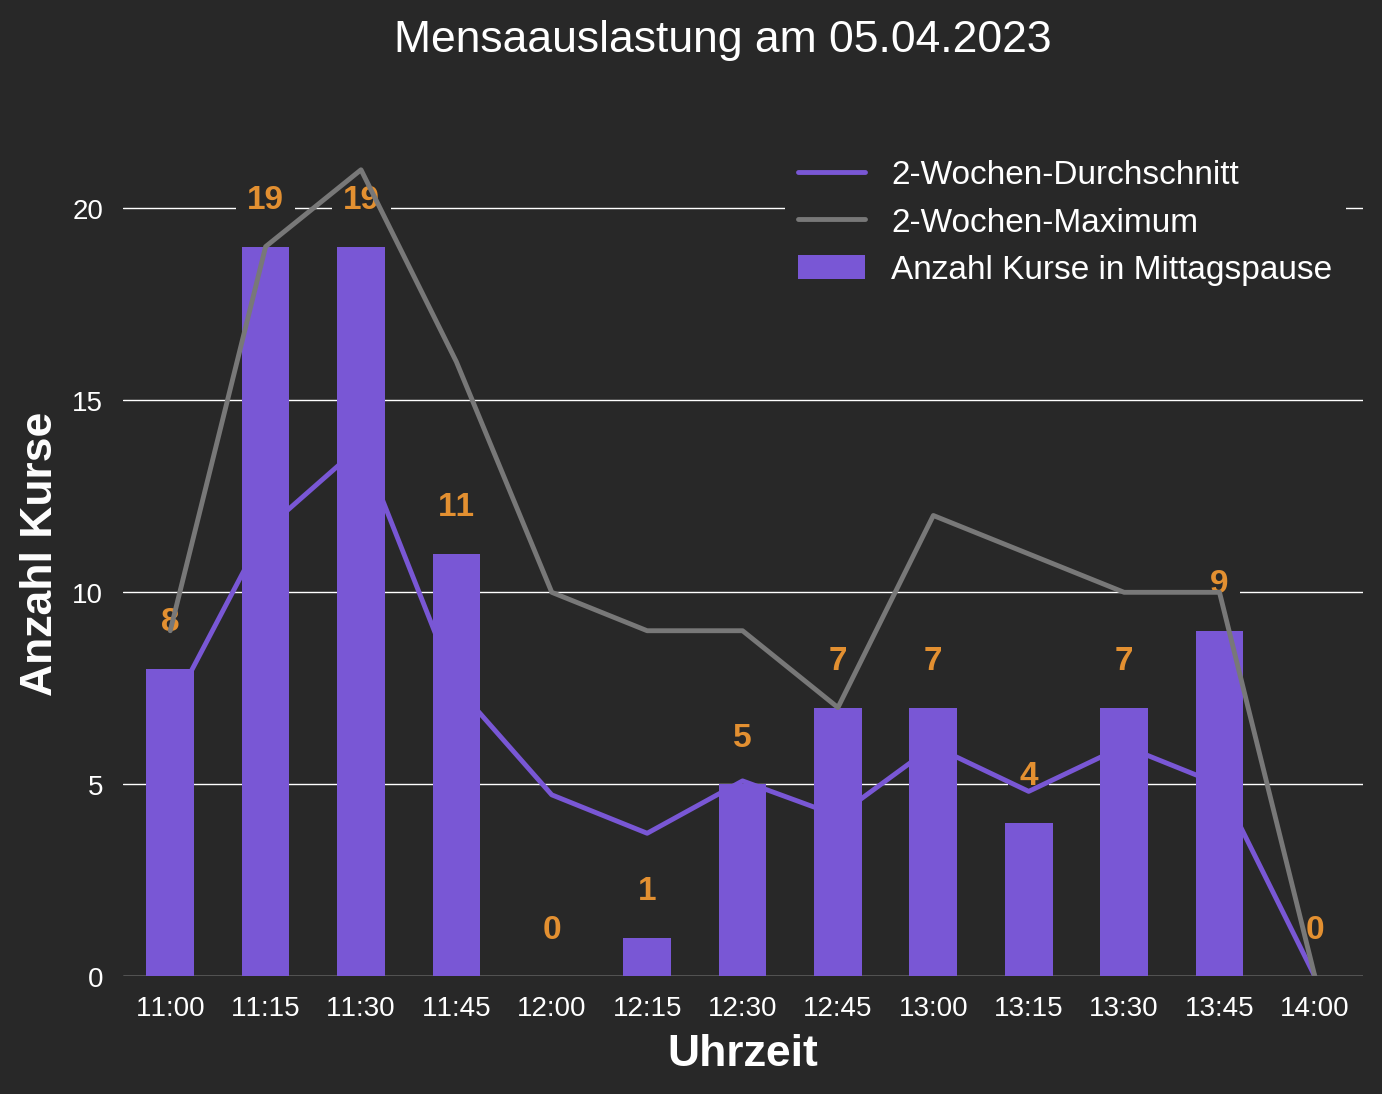 Mensaauslastung am 05.04.2023
2-Wochen-Durchschnitt
2-Wochen-Maximum
Anzahl Kurse in Mittagspause
Anzahl Kurse
20
15
10
5
0
8
19
19
11
0
1
5
7
7
4
7
9
0
11:00 11:15 11:30 11:45 12:00 12:15 12:30 12:45 13:00 13:15 13:30 13:45 14:00
Uhrzeit